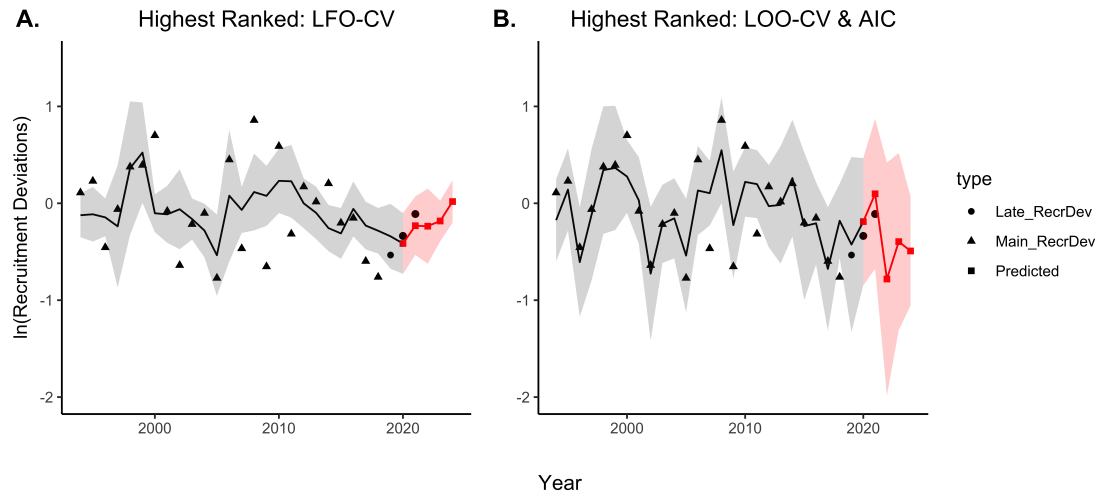 A. Highest Ranked: LFO-CV
B. Highest Ranked: LOO-CV & AIC
ln(Recruitment Deviations)
1
0
-1
-2
2000 2010 2020
1
0
-1
-2
2000 2010 2020
Year
type
Late_RecrDev
Main_RecrDev
Predicted